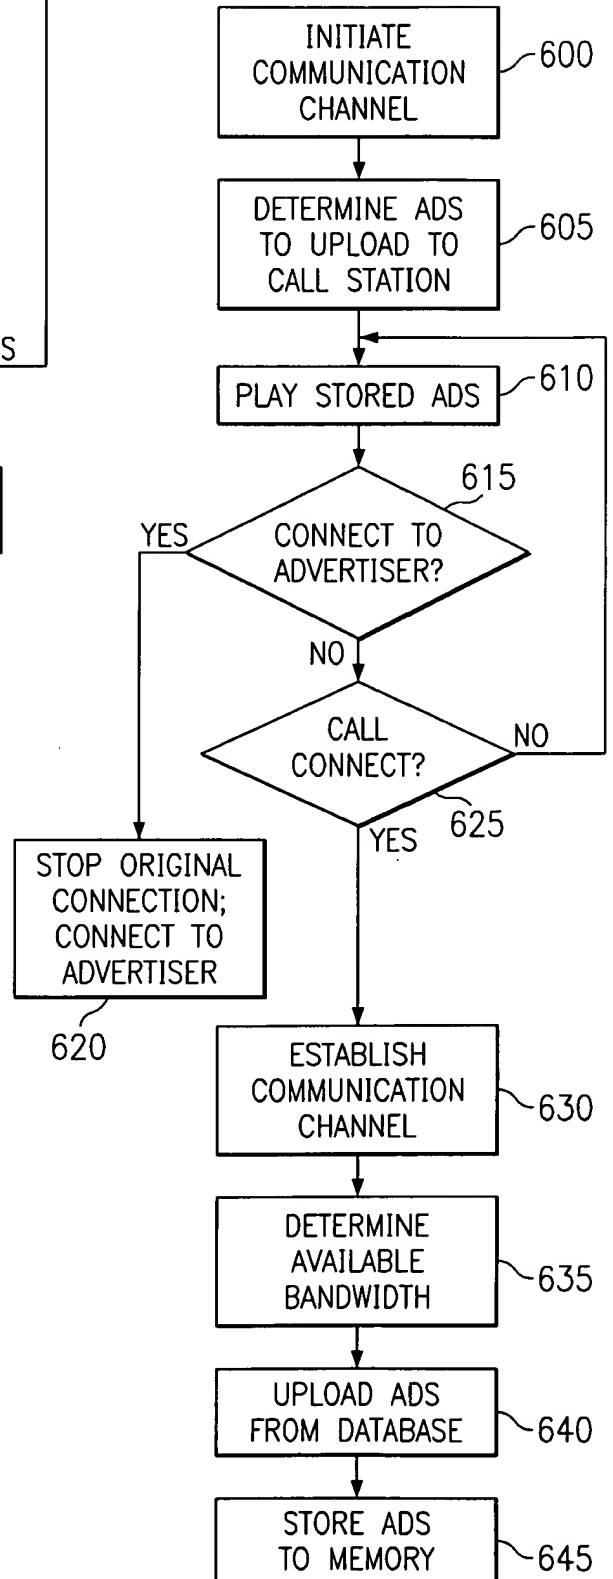 INITIATE
COMMUNICATION
CHANNEL
600
DETERMINE ADS
TO UPLOAD TO
CALL STATION
605
S
PLAY STORED ADS
610
615
CONNECT TO
ADVERTISER?
YES
NO
CALL
CONNECT?
NO
625
YES
STOP ORIGINAL
CONNECTION;
CONNECT TO
ADVERTISER
620
ESTABLISH
COMMUNICATION
CHANNEL
630
DETERMINE
AVAILABLE
BANDWIDTH
635
UPLOAD ADS
FROM DATABASE
640
STORE ADS
TO MEMORY
645